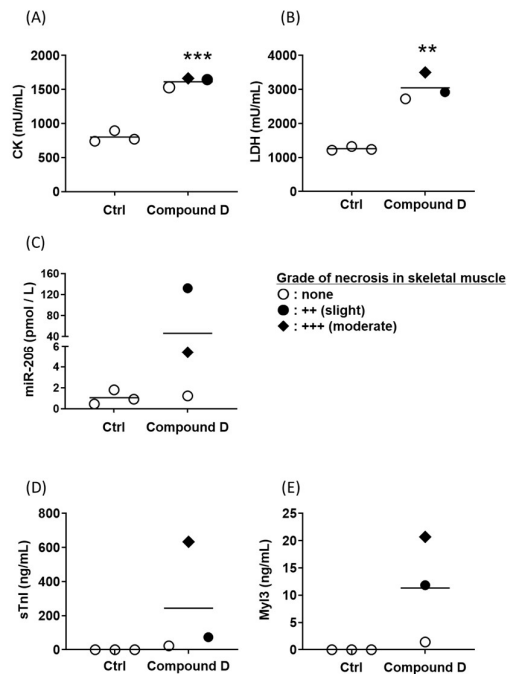 (A)
CK (mU/mL)
2000
1500
1000
500
0
***
Ctrl Compound D
(B)
LDH (mU/mL)
4000
3000
2000
1000
0
**
Ctrl Compound D
(C)
miR-206 (pmol / L)
160
120
80
40
6
4
2
0
Ctrl Compound D
Grade of necrosis in skeletal muscle
: none
: ++ (slight)
: +++ (moderate)
(D)
sTnI (ng/mL)
800
600
400
200
0
Ctrl Compound D
(E)
Myl3 (ng/mL)
25
20
15
10
5
0
Ctrl Compound D